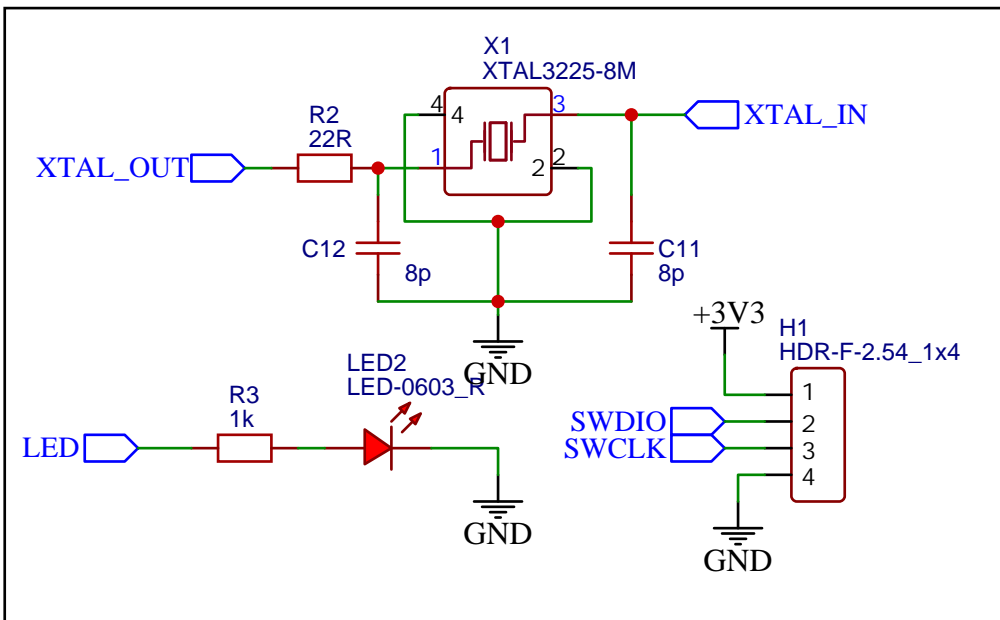 X1
XTAL3225-8M
4
4
3
XTAL_IN
R2
22R
XTAL_OUT
1
2
2
C12
8p
C11
8p
GND
+3V3
H1
HDR-F-2.54_1x4
1
SWDIO
2
SWCLK
3
4
GND
LED2
LED-0603_R
R3
1k
LED
GND